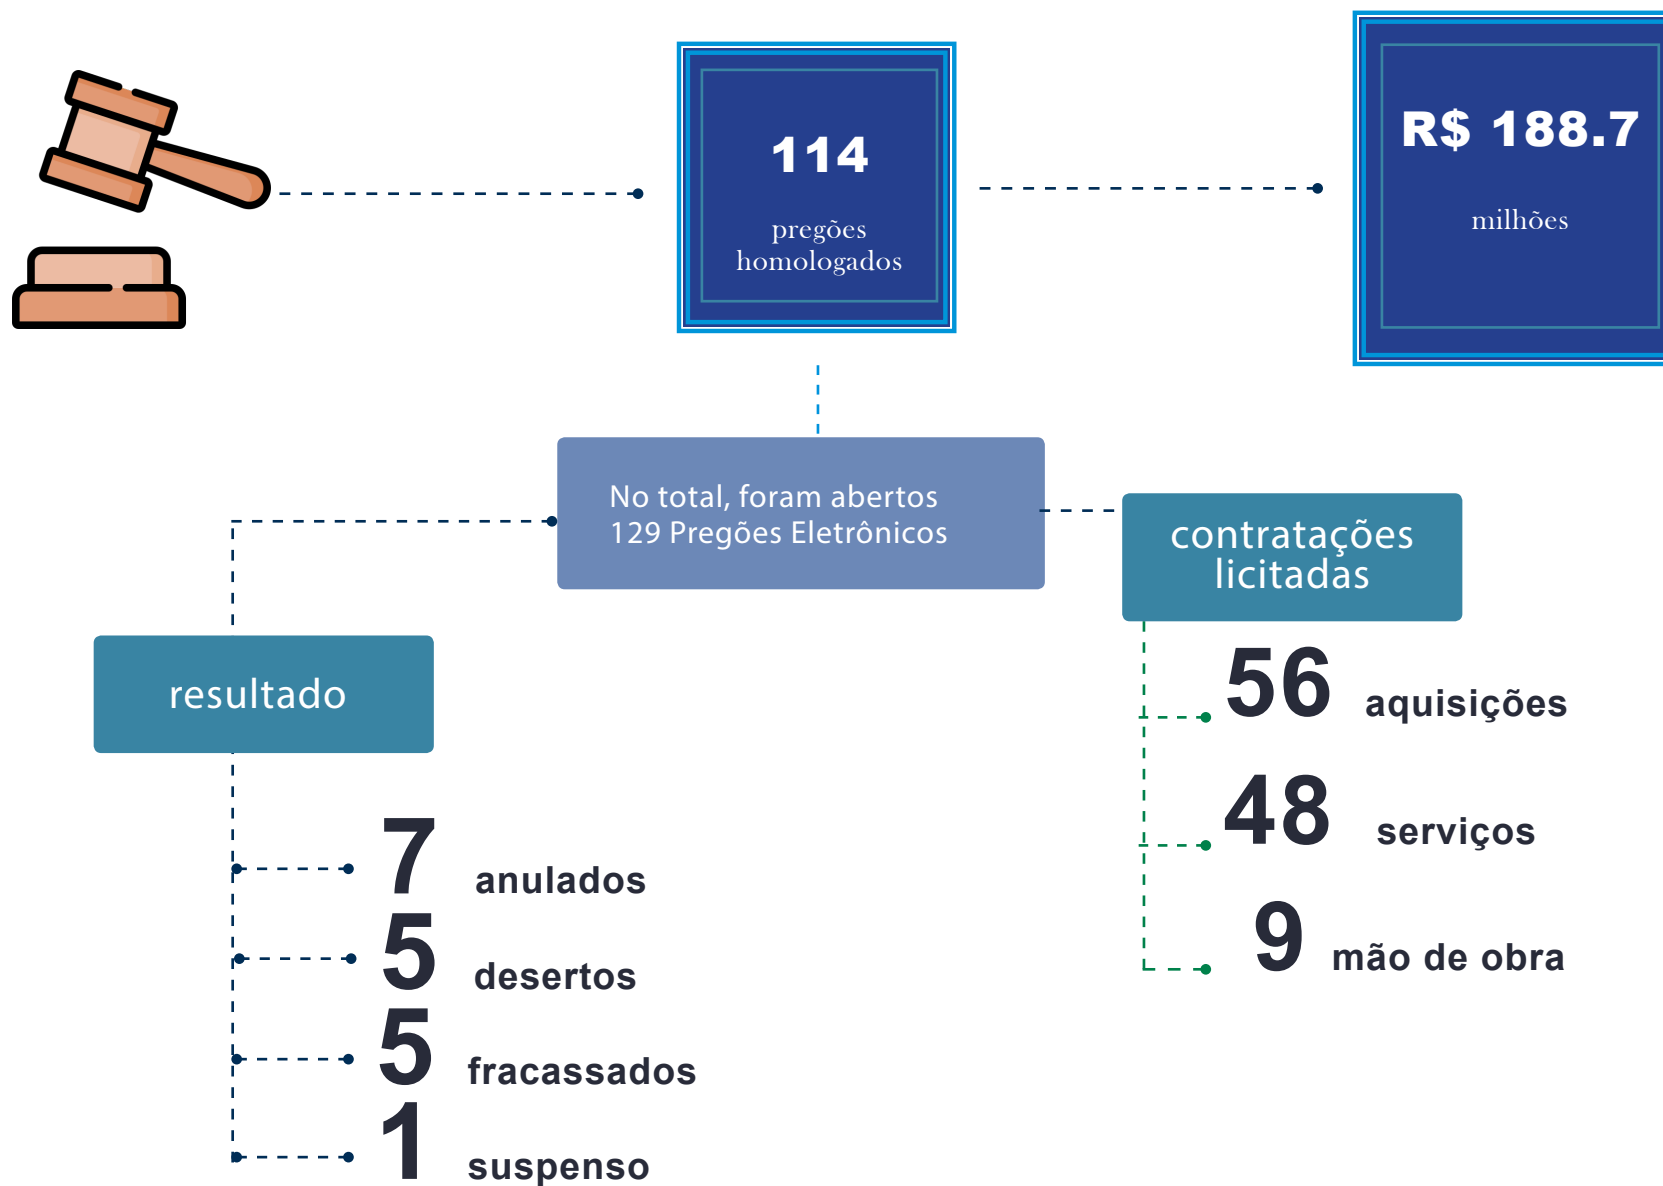 114
pregões
homologados
R$ 188.7
milhões
No total, foram abertos
129 Pregões Eletrônicos
contratações
licitadas
56 aquisições
48 serviços
9 mão de obra
resultado
7 anulados
5 desertos
5 fracassados
1 suspenso